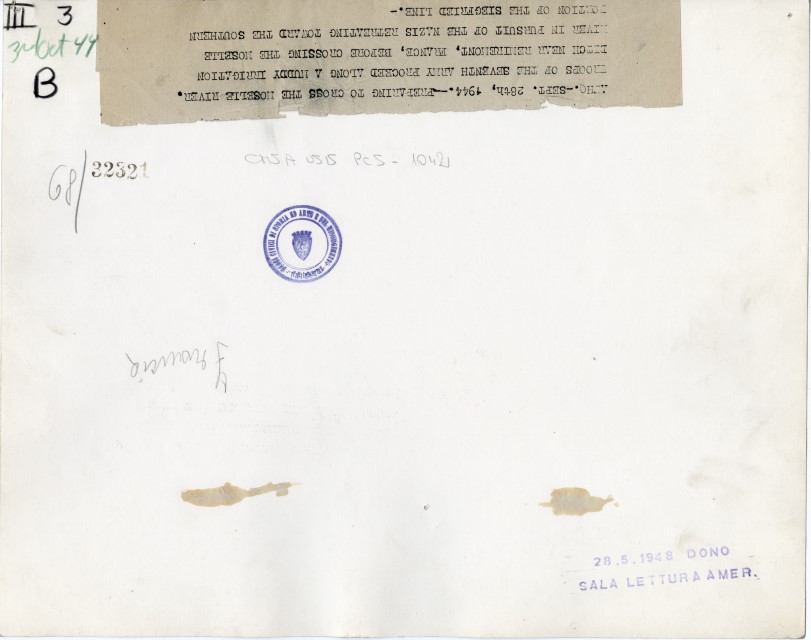 III 3
3-Oct 44
B
AFHQ.-SEPT. 28th, 1944.--PREPARING TO CROSS THE MOSELLE RIVER.
TROOPS OF THE SEVENTH ARMY PROCEED ALONG A MUDDY IRRIGATION
DITCH NEAR REMIREMONT, FRANCE, BEFORE CROSSING THE MOSELLE
RIVER IN PURSUIT OF THE NAZIS RETREATING TOWARD THE SOUTHERN
PORTION OF THE SIEGFRIED LINE.-
68/32321
USIS PCS - 1042
Francia
28.5.1948 DONO
SALA LETTURA AMER.